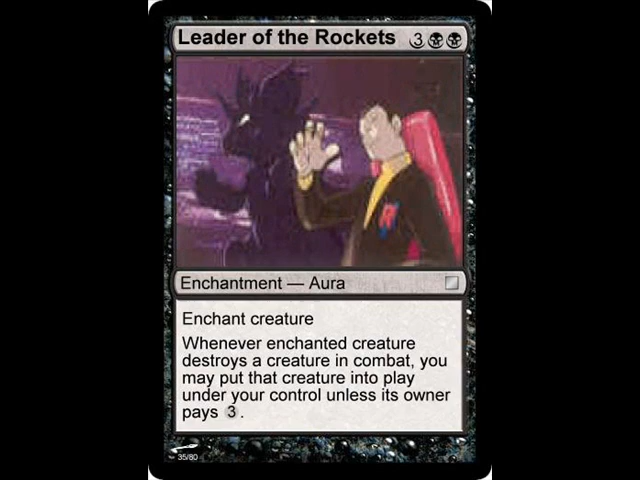 Leader of the Rockets 3
R
Enchantment — Aura
Enchant creature
Whenever enchanted creature
destroys a creature in combat, you
may put that creature into play
under your control unless its owner
pays 3.
35/80